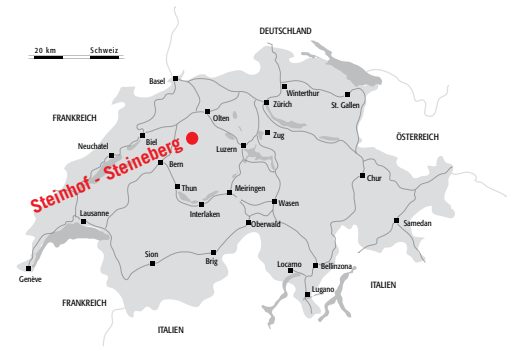 DEUTSCHLAND
20 km Schweiz
Basel
Winterthur
Zürich
St. Gallen
FRANKREICH
Olten
ÖSTERREICH
Biel
Zug
Neuchatel
Luzern
Bern
Steinhof - Steineberg
Chur
Thun
Meiringen
Wasen
Interlaken
Lausanne
Oberwald
Samedan
Sion
Brig
Locarno
Bellinzona
Genève
ITALIEN
Lugano
FRANKREICH
ITALIEN